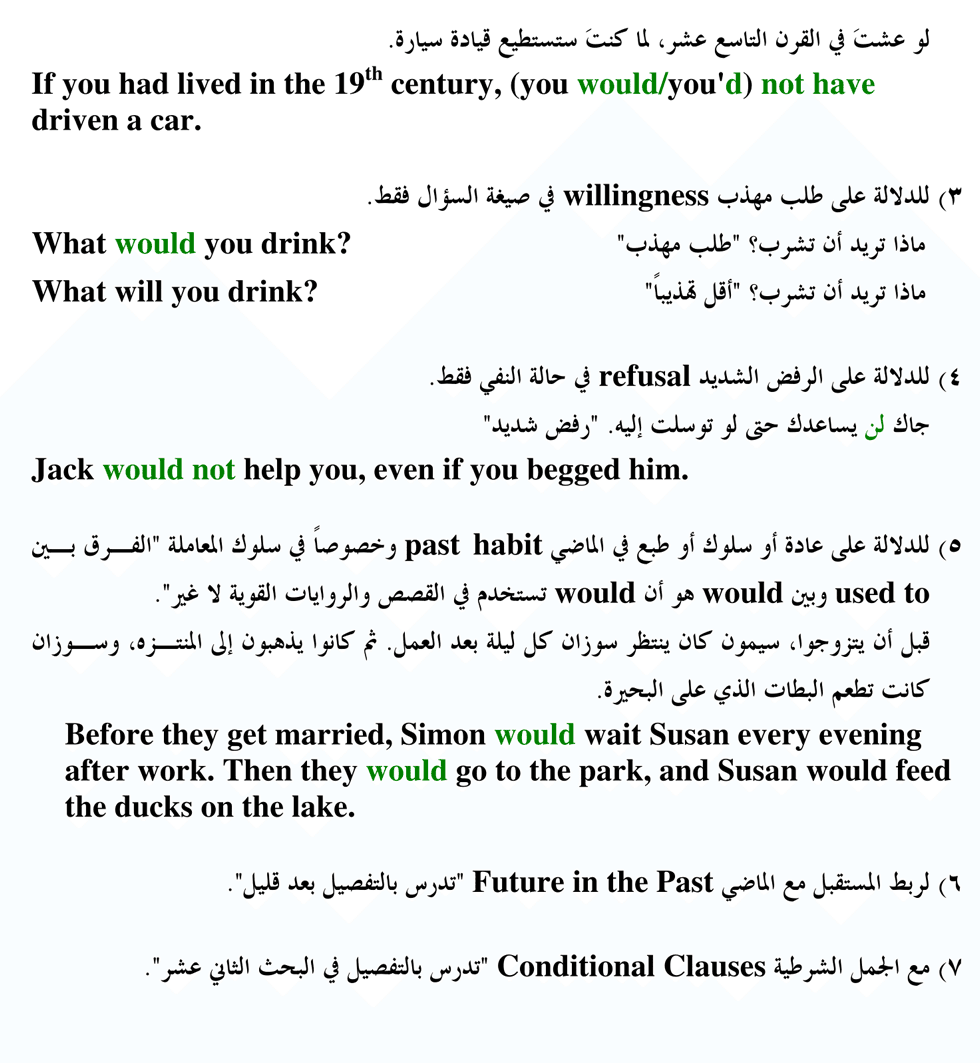 لو عشتَ في القرن التاسع عشر، لما كنتَ ستستطيع قيادة سيارة.
If you had lived in the 19th century, (you would/you'd) not have
driven a car.
٣) للدلالة على طلب مهذب willingness في صيغة السؤال فقط.
What would you drink? ماذا تريد أن تشرب؟ "طلب مهذب"
What will you drink? ماذا تريد أن تشرب؟ "أقل تهذيباً"
٤) للدلالة على الرفض الشديد refusal في حالة النفي فقط.
جاك لن يساعدك حتى لو توسلت إليه. "رفض شديد"
Jack would not help you, even if you begged him.
٥) للدلالة على عادة أو سلوك أو طبع في الماضي past habit وخصوصاً في سلوك المعاملة "الفـــرق بـــين
used to وبين would هو أن would تستخدم في القصص والروايات القوية لا غير".
قبل أن يتزوجوا، سيمون كان ينتظر سوزان كل ليلة بعد العمل. ثم كانوا يذهبون إلى المنتـــزه، وســـوزان
كانت تطعم البطات الذي على البحيرة.
Before they get married, Simon would wait Susan every evening
after work. Then they would go to the park, and Susan would feed
the ducks on the lake.
٦) لربط المستقبل مع الماضي Future in the Past "تدرس بالتفصيل بعد قليل".
٧) مع الجمل الشرطية Conditional Clauses "تدرس بالتفصيل في البحث الثاني عشر".